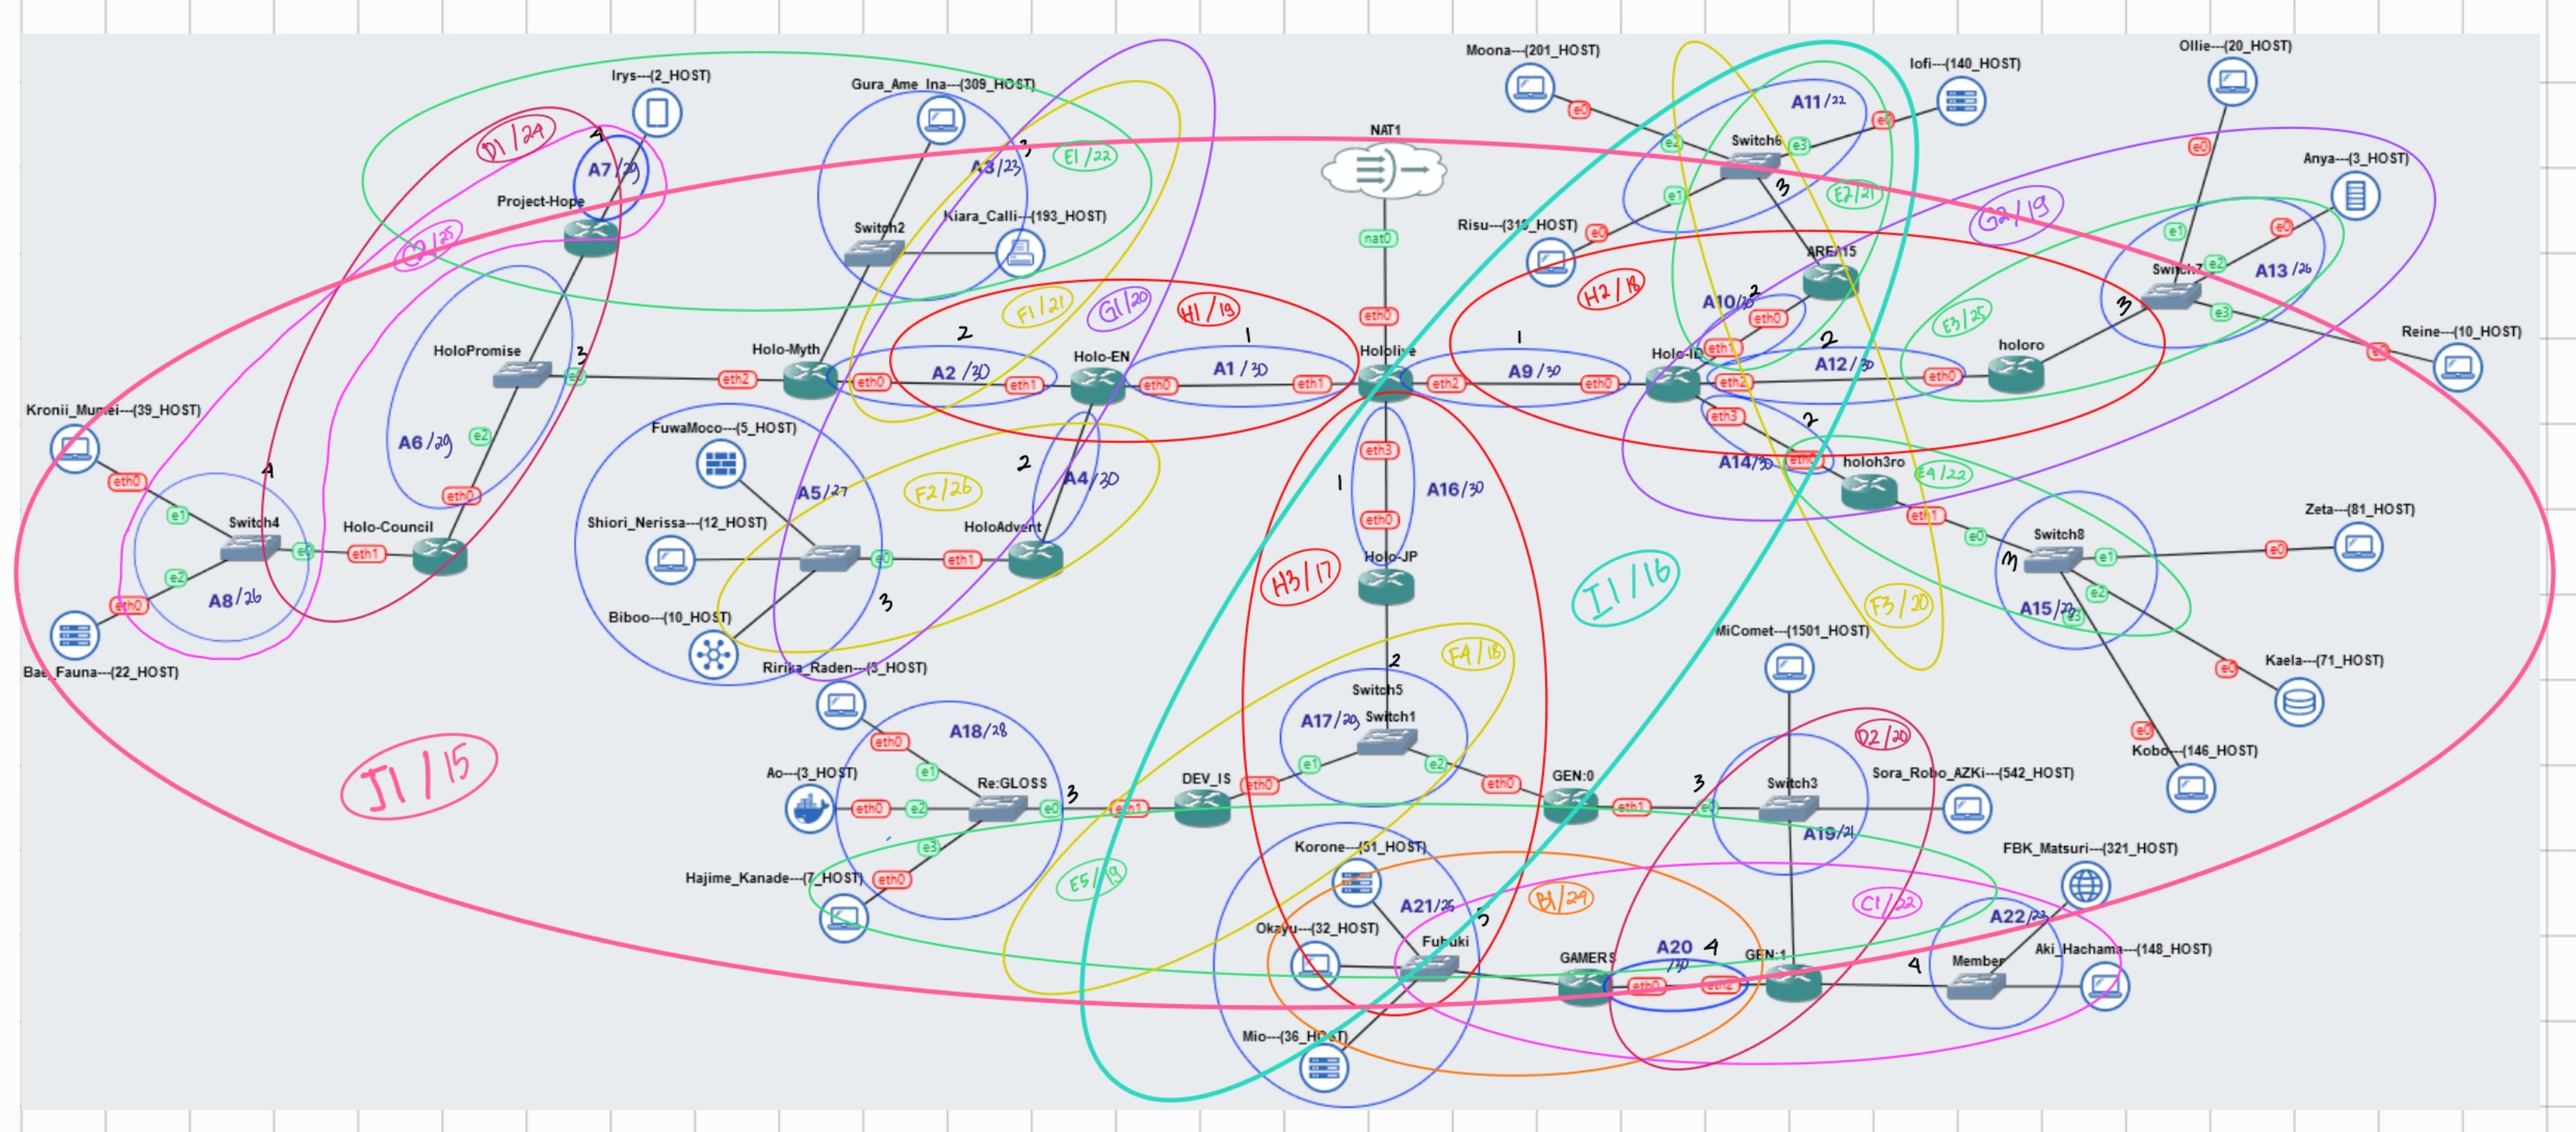 Moona---(201_HOST)
Ollie---(20_HOST)
Iofi---(140_HOST)
Irys---(2_HOST)
Gura_Ame_Ina---(309_HOST)
A11/22
D1/24
4
NAT1
Switch6
e0
e0
e2
e3
e0
3
E1/22
A7/29
A3/23
Anya---(3_HOST)
Project-Hope
e1
3
E2/21
G2/19
Kiara_Calli---(193_HOST)
Switch2
Risu---(319_HOST)
e0
nat0
e1
e0
C2/25
AREA15
e2
A13/26
Switch7
F1/21
G1/20
H1/19
H2/18
A10/30
2
eth0
eth0
E3/25
3
e3
Reine---(10_HOST)
2
1
1
2
HoloPromise
3
Holo-Myth
Holo-EN
Hololive
Holo-ID
eth1
holoro
e0
e0
eth2
eth0
A2/30
eth1
eth0
A1/30
eth1
eth2
A9/30
eth0
eth2
A12/30
eth0
Kronii_Mumei---(39_HOST)
FuwaMoco---(5_HOST)
eth3
2
A6/29
e2
eth3
4
2
A14/30
eth0
holoh3ro
E4/22
eth0
eth0
A5/27
F2/26
A4/30
1
A16/30
e1
Switch4
Holo-Council
Shiori_Nerissa---(12_HOST)
HoloAdvent
eth0
eth1
Zeta---(81_HOST)
e0
Switch8
e0
eth1
e0
eth1
Holo-JP
3
e1
e0
e2
eth0
A8/26
H3/17
I1/16
F3/20
e2
3
A15/23
e3
Biboo---(10_HOST)
MiComet---(1501_HOST)
Bae_Fauna---(22_HOST)
Ririka_Raden---(3_HOST)
2
F4/18
e0
Kaela---(71_HOST)
Switch5
A17/29
Switch1
A18/28
D2/20
e0
eth0
Kobo---(146_HOST)
J1/15
Ao---(3_HOST)
e1
Re:GLOSS
3
DEV_IS
eth0
e1
e2
eth0
GEN:0
3
Switch3
Sora_Robo_AZKi---(542_HOST)
eth0
e2
e0
eth1
eth1
e0
A19/21
e3
Korone---(31_HOST)
FBK_Matsuri---(321_HOST)
Hajime_Kanade---(7_HOST)
eth0
E5/19
A21/25
B1/24
C1/22
A22/23
Okayu---(32_HOST)
Fubuki
A20
/30
4
GAMERS
GEN:1
4
Member
Aki_Hachama---(148_HOST)
eth0
eth2
Mio---(36_HOST)